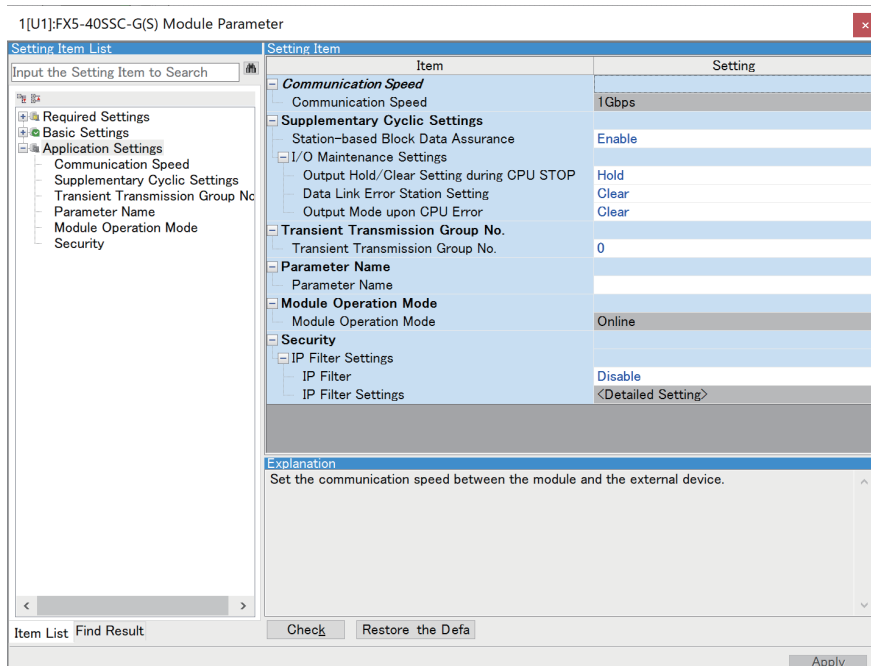 1[U1]:FX5-40SSC-G(S) Module Parameter
Setting Item List
Input the Setting Item to Search
Required Settings
Basic Settings
Application Settings
Communication Speed
Supplementary Cyclic Settings
Transient Transmission Group No
Parameter Name
Module Operation Mode
Security
Item List
Find Result
Setting Item
Item Setting
Communication Speed
Communication Speed 1Gbps
Supplementary Cyclic Settings
Station-based Block Data Assurance Enable
I/O Maintenance Settings
Output Hold/Clear Setting during CPU STOP Hold
Data Link Error Station Setting Clear
Output Mode upon CPU Error Clear
Transient Transmission Group No.
Transient Transmission Group No. 0
Parameter Name
Parameter Name
Module Operation Mode
Module Operation Mode Online
Security
IP Filter Settings
IP Filter Disable
IP Filter Settings <Detailed Setting>
Explanation
Set the communication speed between the module and the external device.
Check Restore the Defa
Apply